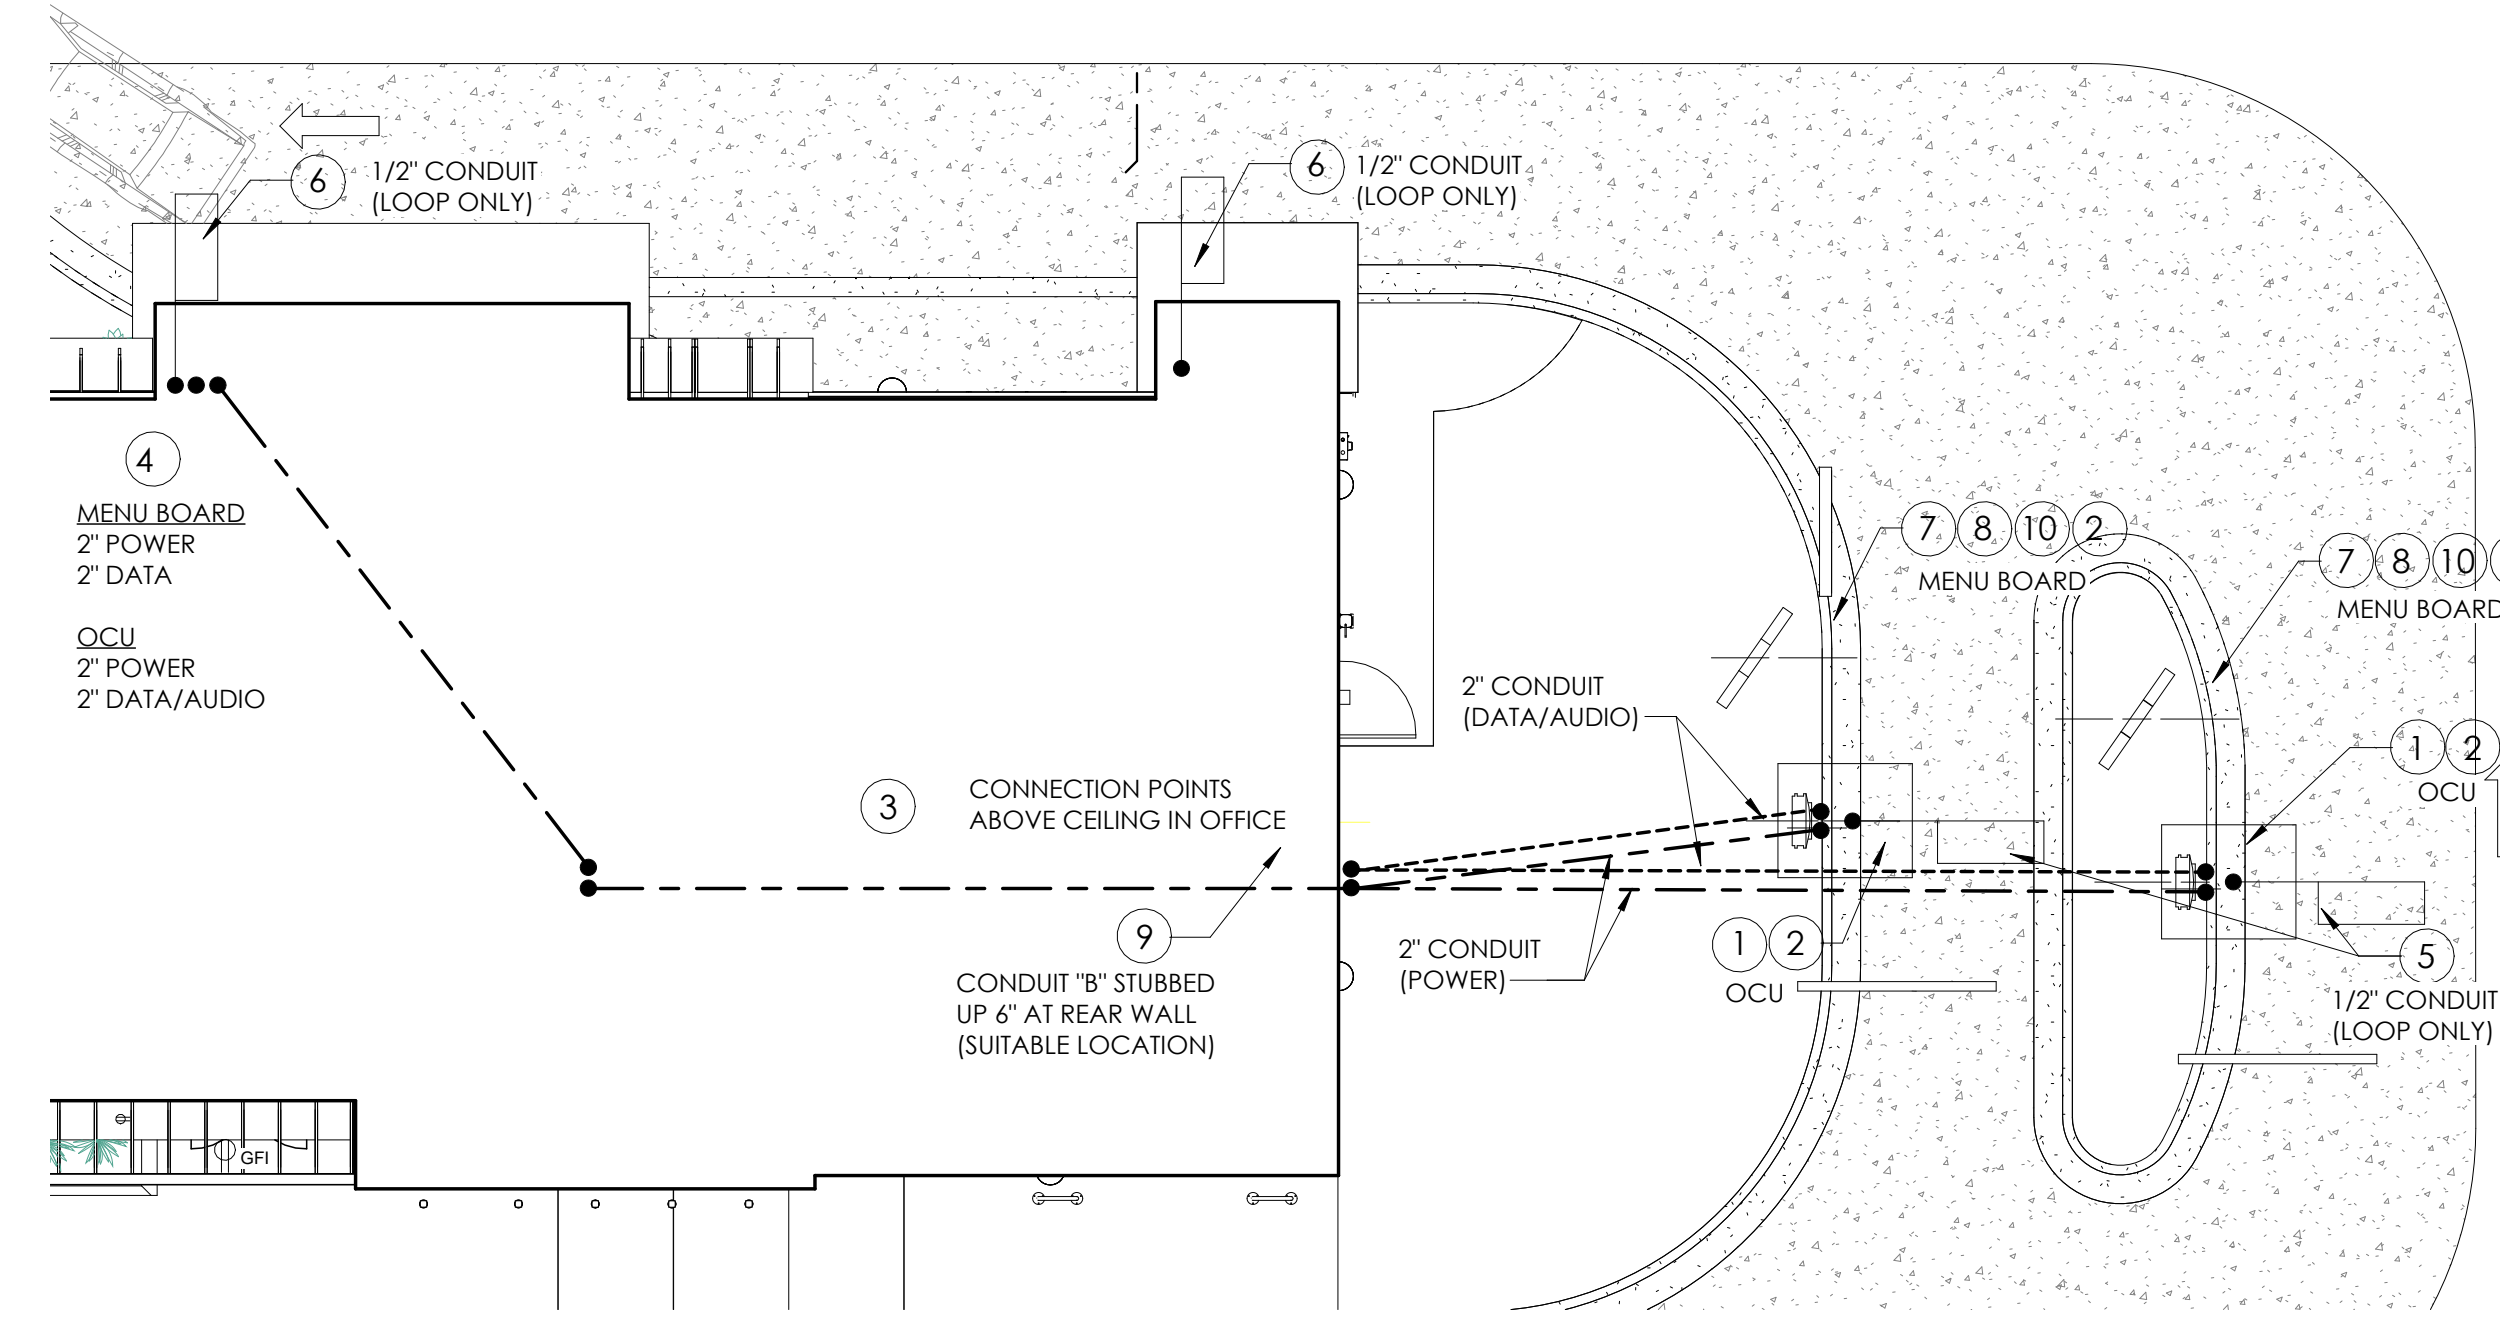 6
1/2" CONDUIT
(LOOP ONLY)
6
1/2" CONDUIT
(LOOP ONLY)
4
MENU BOARD
2" POWER
2" DATA
OCU
2" POWER
2" DATA/AUDIO
7 8 10 2
MENU BOARD
7 8 10
MENU BOARD
2" CONDUIT
(DATA/AUDIO)
1 2
OCU
3
CONNECTION POINTS
ABOVE CEILING IN OFFICE
9
CONDUIT "B" STUBBED
UP 6" AT REAR WALL
(SUITABLE LOCATION)
2" CONDUIT
(POWER)
1 2
OCU
5
1/2" CONDUIT
(LOOP ONLY)
GFI